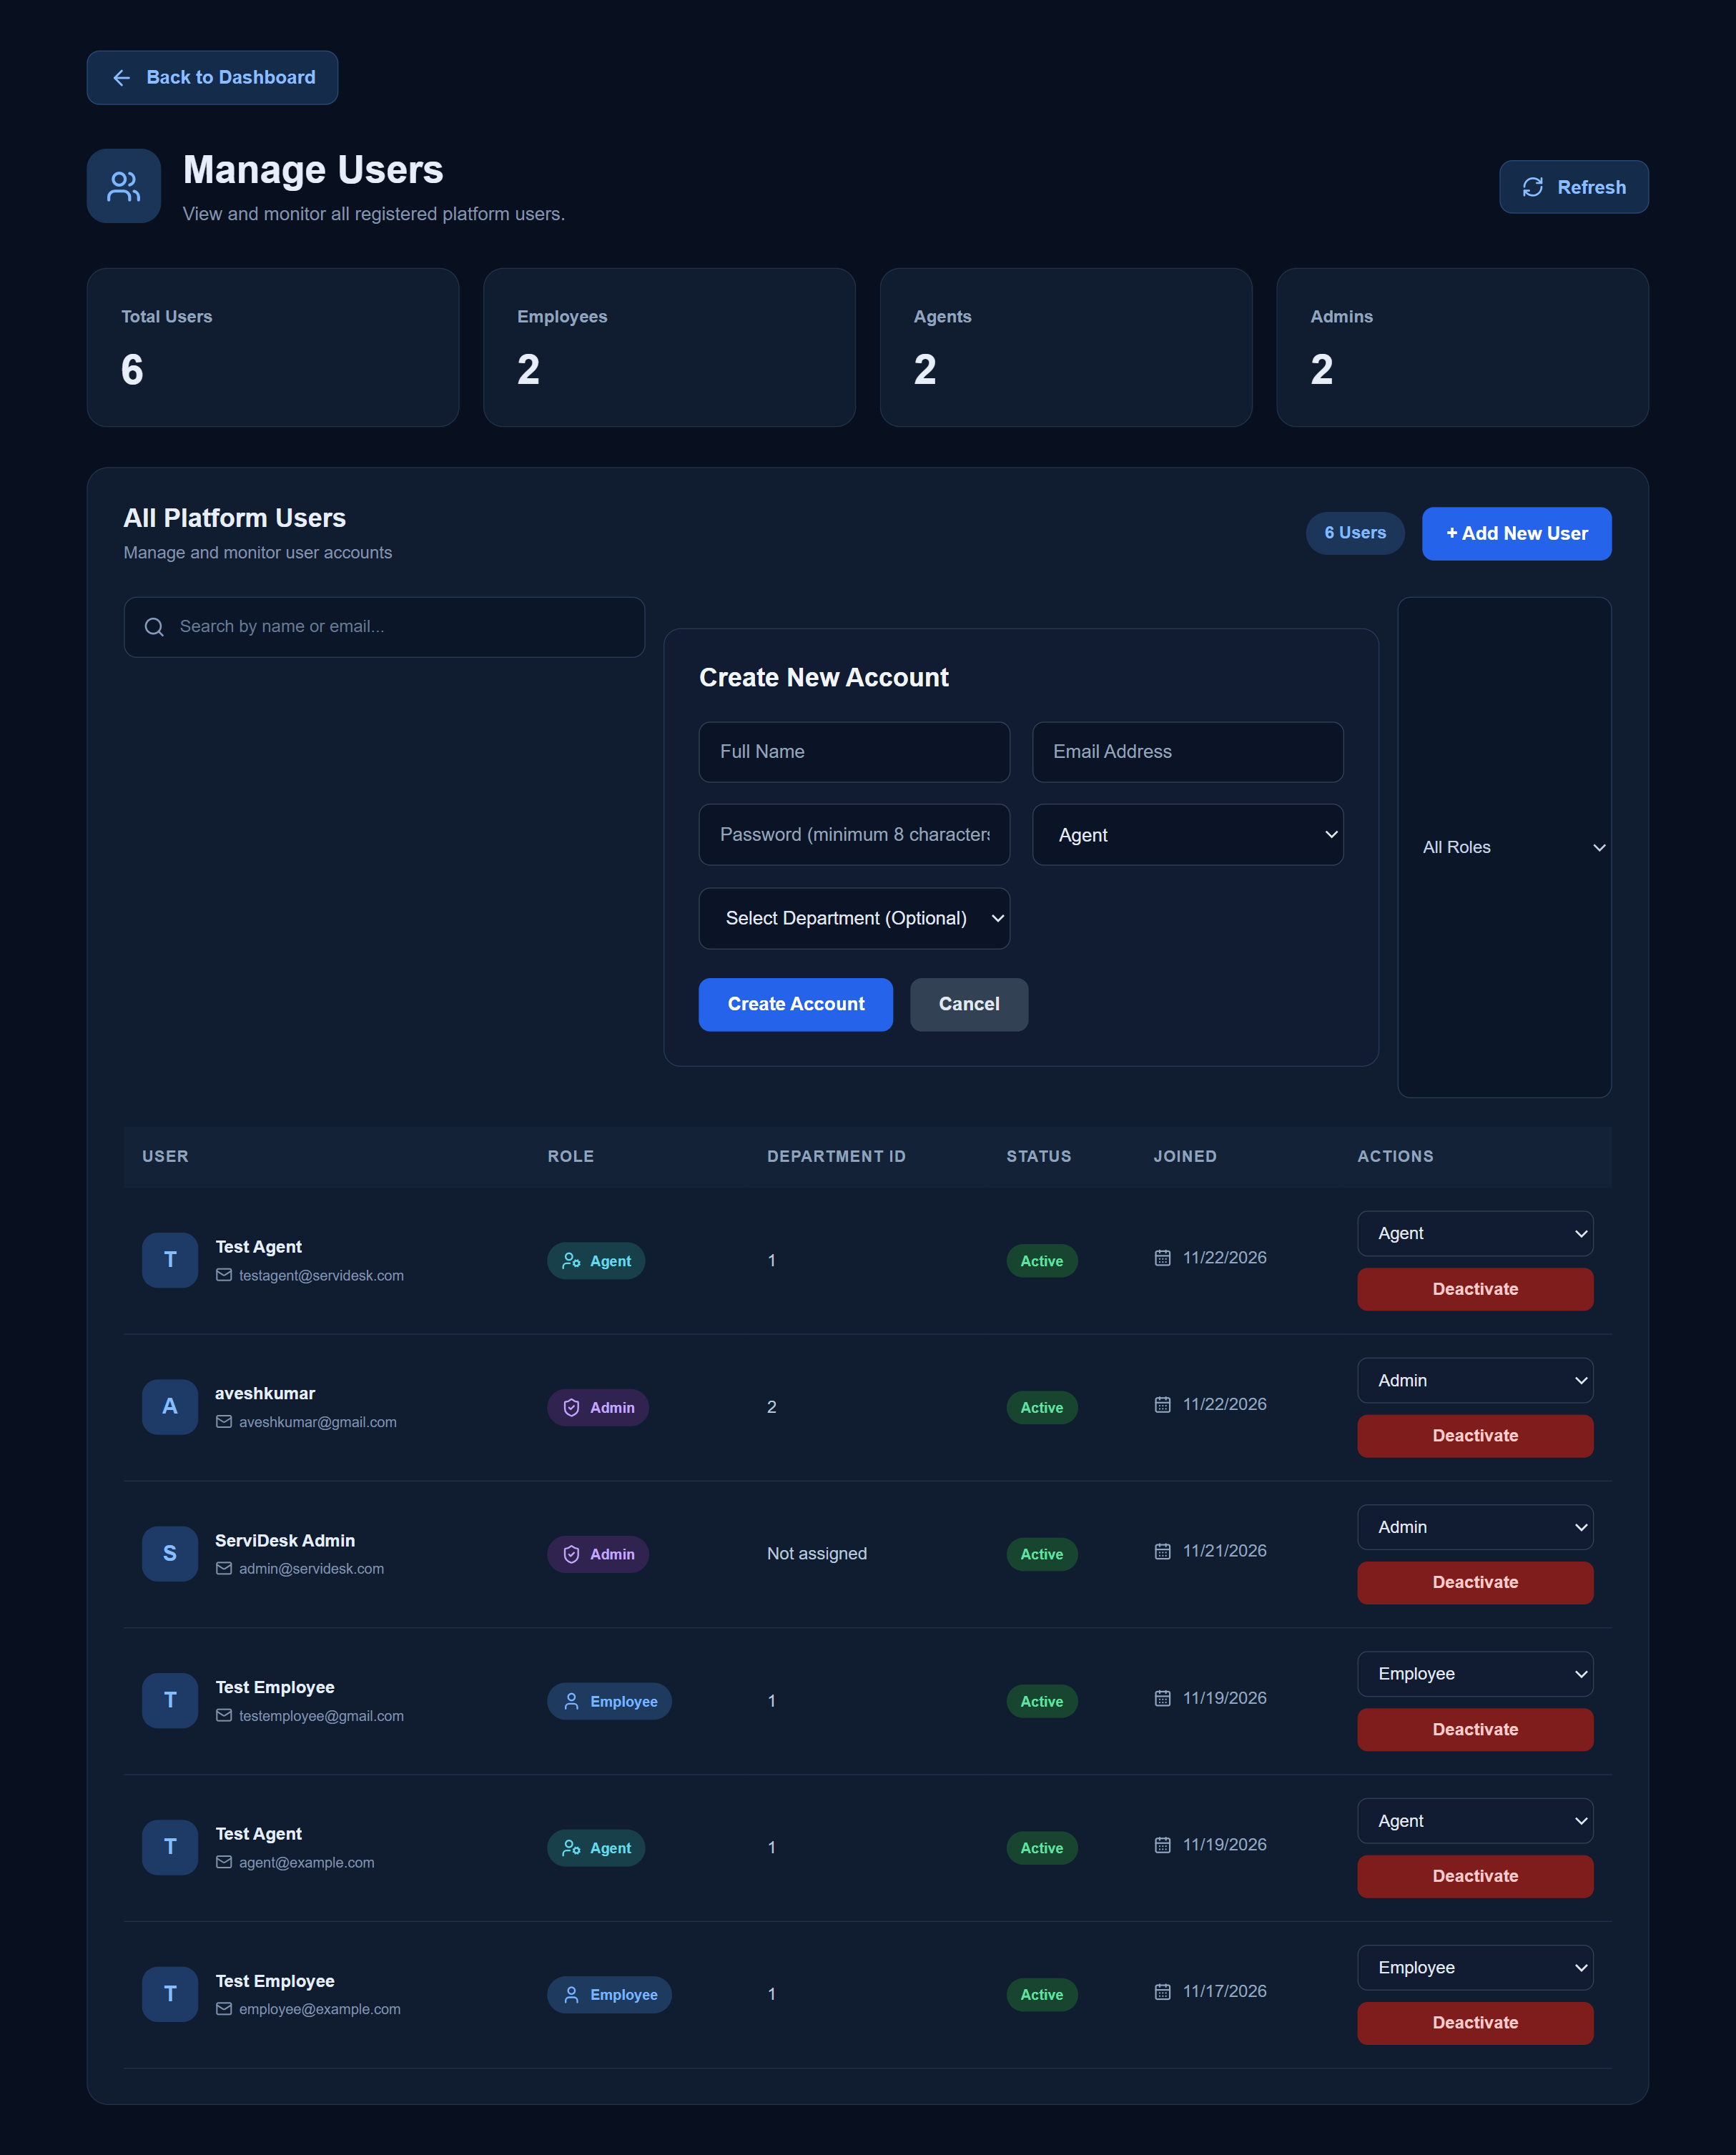 Back to Dashboard
Manage Users
View and monitor all registered platform users.
Refresh
Total Users
6
Employees
2
Agents
2
Admins
2
All Platform Users
Manage and monitor user accounts
6 Users
+ Add New User
Search by name or email...
Create New Account
Full Name
Email Address
Password (minimum 8 characters
Agent
Select Department (Optional)
Create Account
Cancel
All Roles
USER ROLE DEPARTMENT ID STATUS JOINED ACTIONS
T
Test Agent
testagent@servidesk.com
Agent
1
Active
11/22/2026
Agent
Deactivate
A
aveshkumar
aveshkumar@gmail.com
Admin
2
Active
11/22/2026
Admin
Deactivate
S
ServiDesk Admin
admin@servidesk.com
Admin
Not assigned
Active
11/21/2026
Admin
Deactivate
T
Test Employee
testemployee@gmail.com
Employee
1
Active
11/19/2026
Employee
Deactivate
T
Test Agent
agent@example.com
Agent
1
Active
11/19/2026
Agent
Deactivate
T
Test Employee
employee@example.com
Employee
1
Active
11/17/2026
Employee
Deactivate